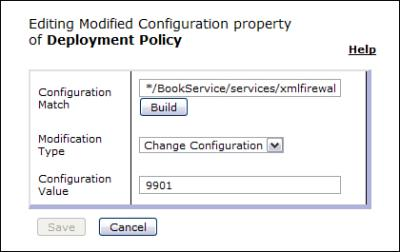 Editing Modified Configuration property
of Deployment Policy
Help
Configuration
Match
*/BookService/services/xmlfirewal
Build
Modification
Type
Change Configuration
Configuration
Value
9901
Save
Cancel